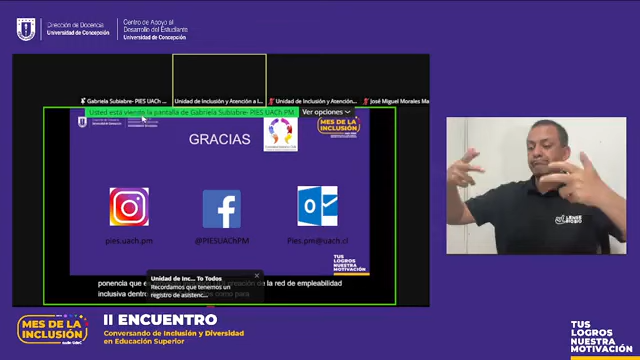 Dirección de Docencia
Universidad de Concepción
Centro de Apoyo al
Desarrollo del Estudiante
Universidad de Concepción
Gabriela Sublabre- PIES UACh ...
Unidad de Inclusión y Atención a l...
Unidad de Inclusión y Atención...
José Miguel Morales Ma
Usted está viendo la pantalla de Gabriela Sublabre- PIES UACh PM
Ver opciones
GRACIAS
MES DE LA
INCLUSIÓN
pies.uach.pm
@PIESUAChPM
Pies.pm@uach.cl
TUS
LOGROS
NUESTRA
MOTIVACIÓN
ponencia que
creación de la red de empleabilidad
inclusiva dentro
como para
Unidad de Inc... To Todos
Recordamos que tenemos un
registro de asistenc...
MES DE LA
INCLUSIÓN
II ENCUENTRO
Conversando de Inclusión y Diversidad
en Educación Superior
TUS
LOGROS
NUESTRA
MOTIVACIÓN